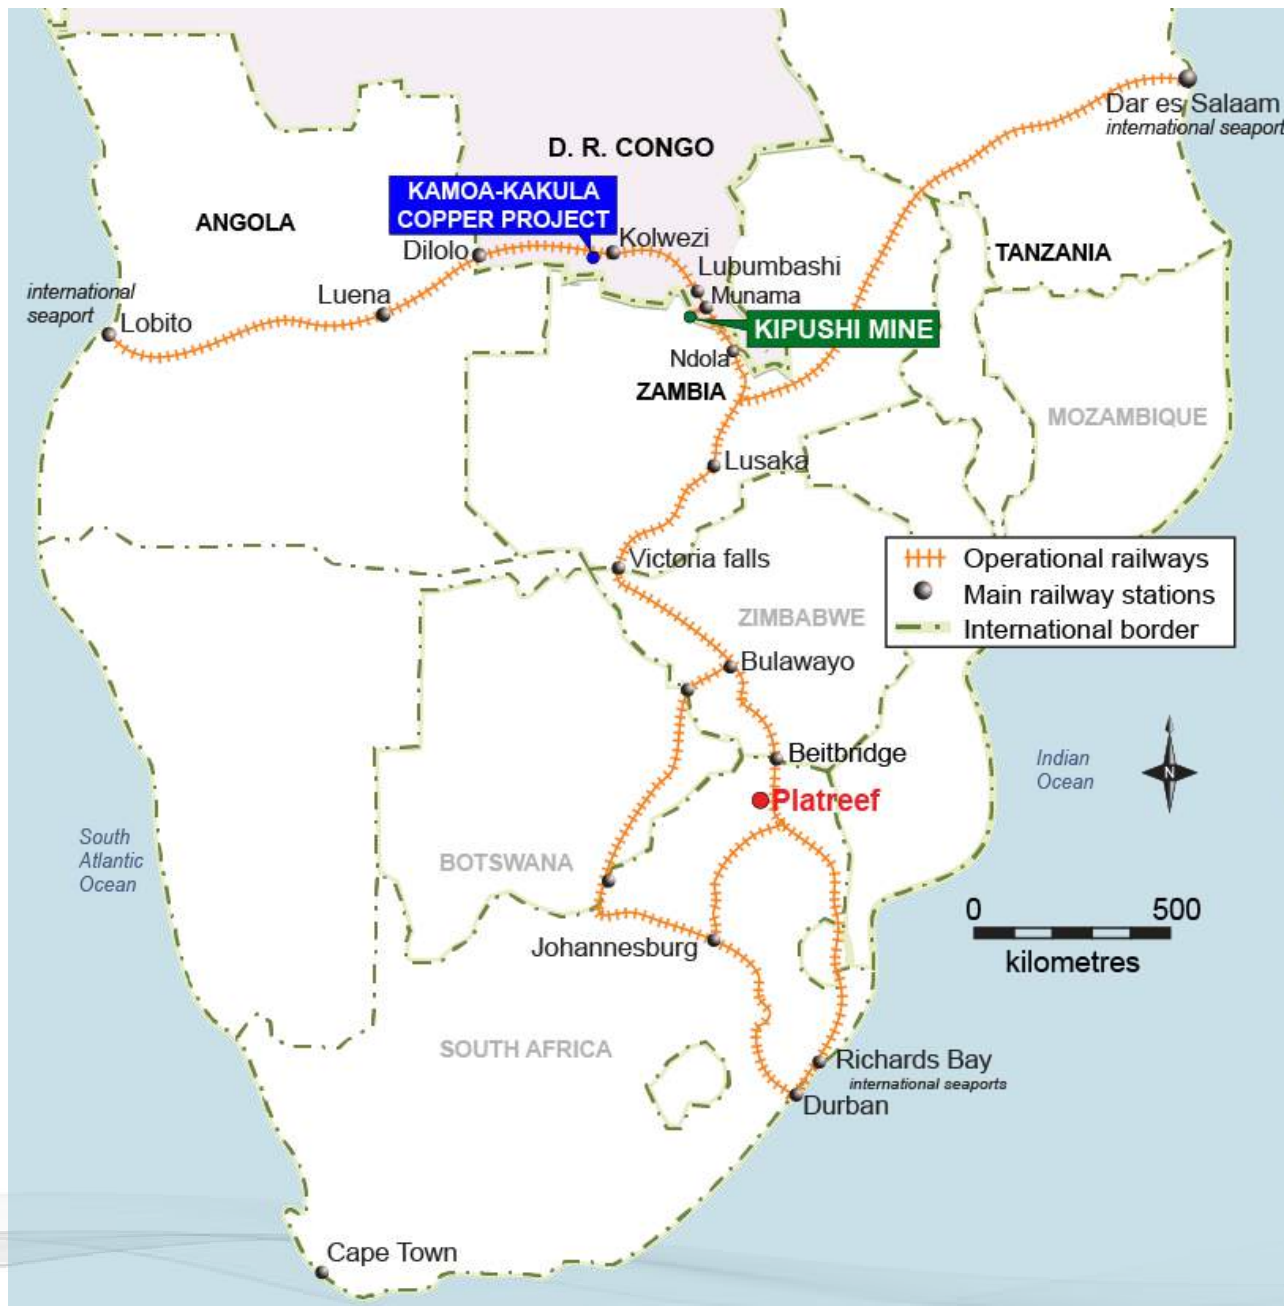 Dar es Salaam
international seaport
D. R. CONGO
KAMOA-KAKULA
COPPER PROJECT
ANGOLA
Kolwezi
Dilolo
TANZANIA
Lubumbashi
international
seaport
Luena
Munama
Lobito
KIPUSHI MINE
Ndola
ZAMBIA
MOZAMBIQUE
Lusaka
Victoria falls
Operational railways
Main railway stations
International border
ZIMBABWE
Bulawayo
Beitbridge
Indian
Ocean
N
Platreef
South
Atlantic
Ocean
BOTSWANA
0 500
kilometres
Johannesburg
SOUTH AFRICA
Richards Bay
international seaports
Durban
Cape Town